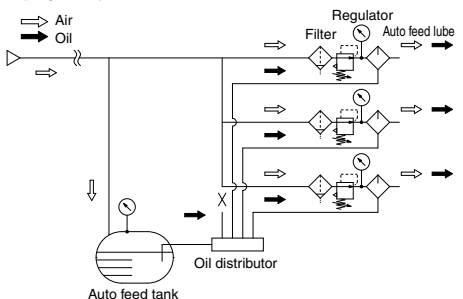 Air
Oil
Regulator
Filter
Auto feed lube
Oil distributor
Auto feed tank